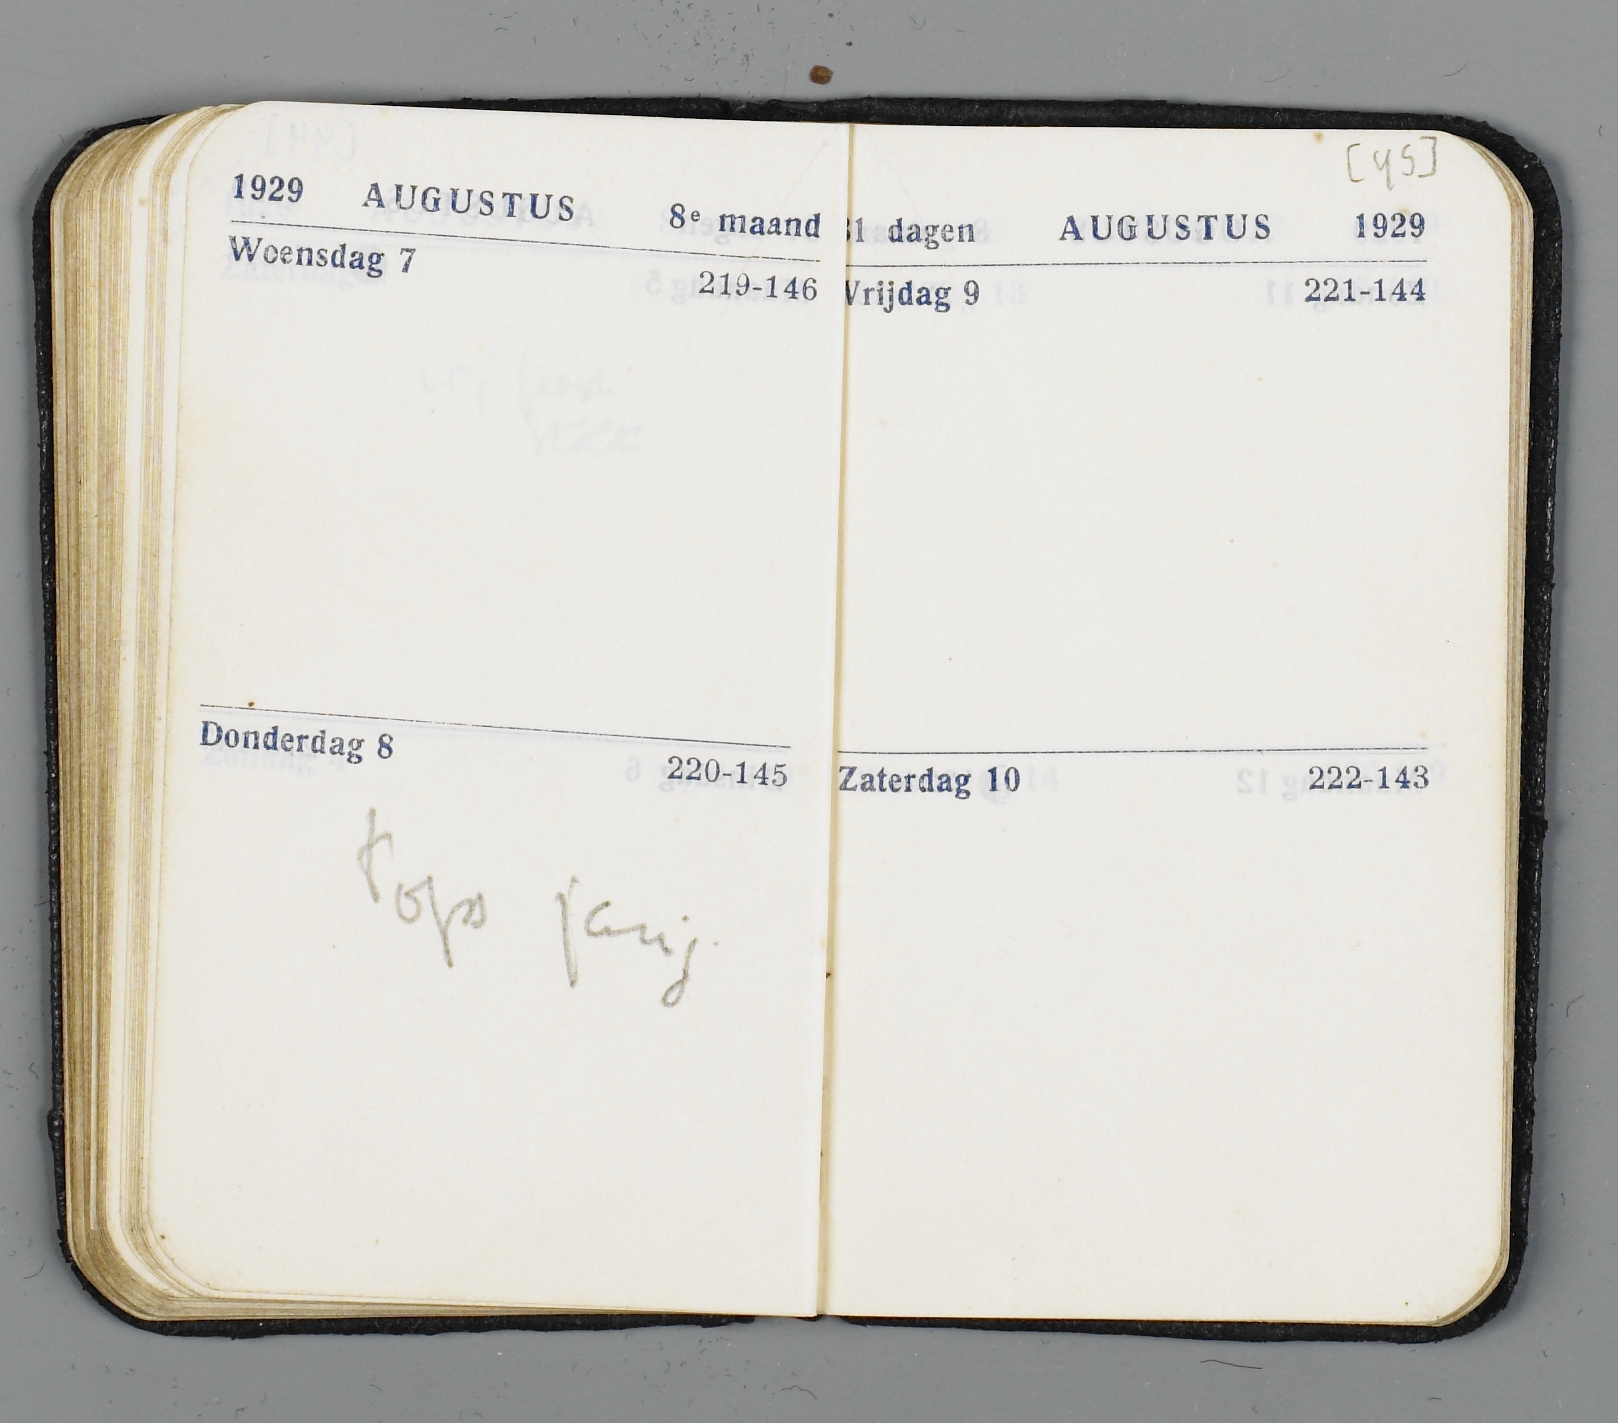 1929 AUGUSTUS 8e maand
Woensdag 7 219-146
Donderdag 8 220-145
jarig.
[45]
31 dagen AUGUSTUS 1929
Vrijdag 9 221-144
Zaterdag 10 222-143